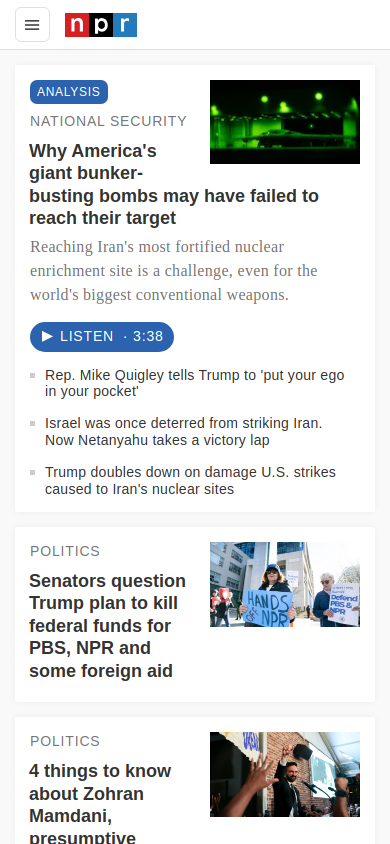 npr
ANALYSIS
NATIONAL SECURITY
Why America's
giant bunker-
busting bombs may have failed to
reach their target
Reaching Iran's most fortified nuclear
enrichment site is a challenge, even for the
world's biggest conventional weapons.
LISTEN · 3:38
Rep. Mike Quigley tells Trump to 'put your ego
in your pocket'
Israel was once deterred from striking Iran.
Now Netanyahu takes a victory lap
Trump doubles down on damage U.S. strikes
caused to Iran's nuclear sites
POLITICS
Senators question
Trump plan to kill
federal funds for
PBS, NPR and
some foreign aid
HANDS
NPR
Defend
PBS &
NPR
POLITICS
4 things to know
about Zohran
Mamdani,
presumptive